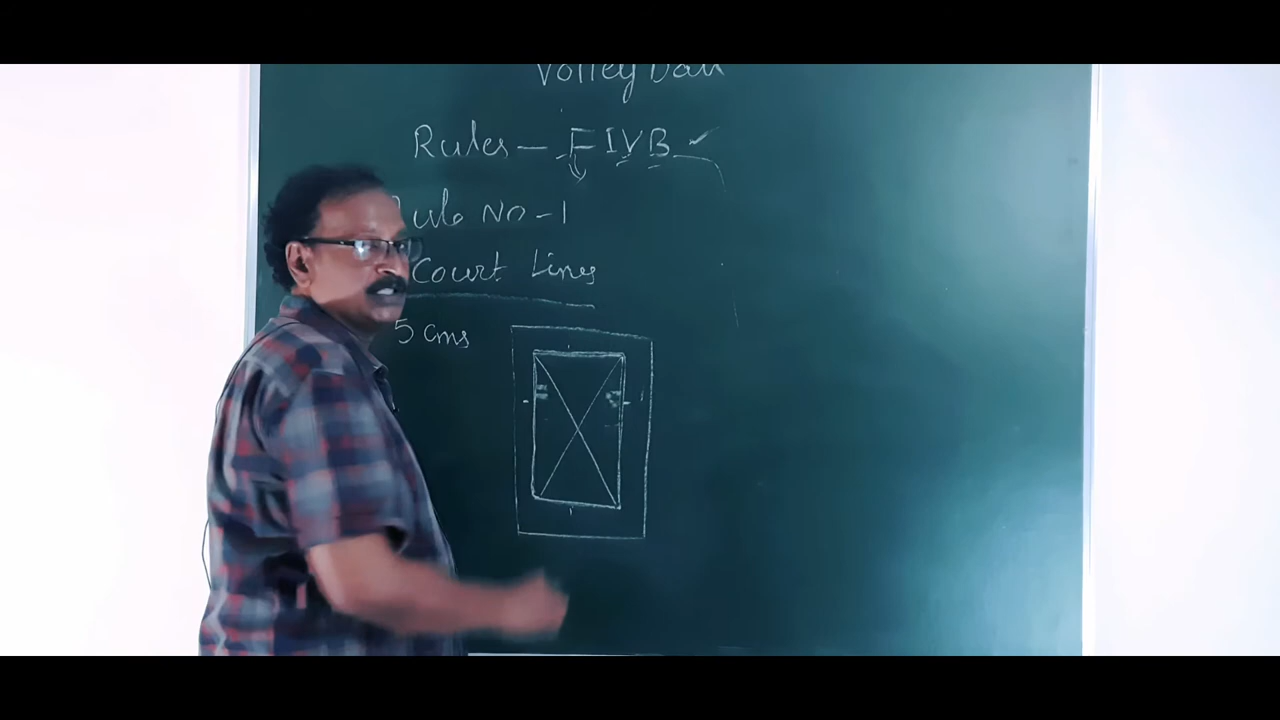 Volley Ball
Rules — FIVB ✓
Rule No - 1
Court Lines
5 cms